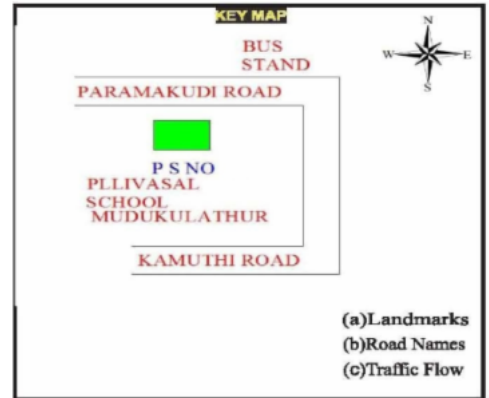 KEY MAP
N
BUS
STAND
W
E
S
PARAMAKUDI ROAD
P S NO
PLLIVASAL
SCHOOL
MUDUKULATHUR
KAMUTHI ROAD
(a)Landmarks
(b)Road Names
(c)Traffic Flow